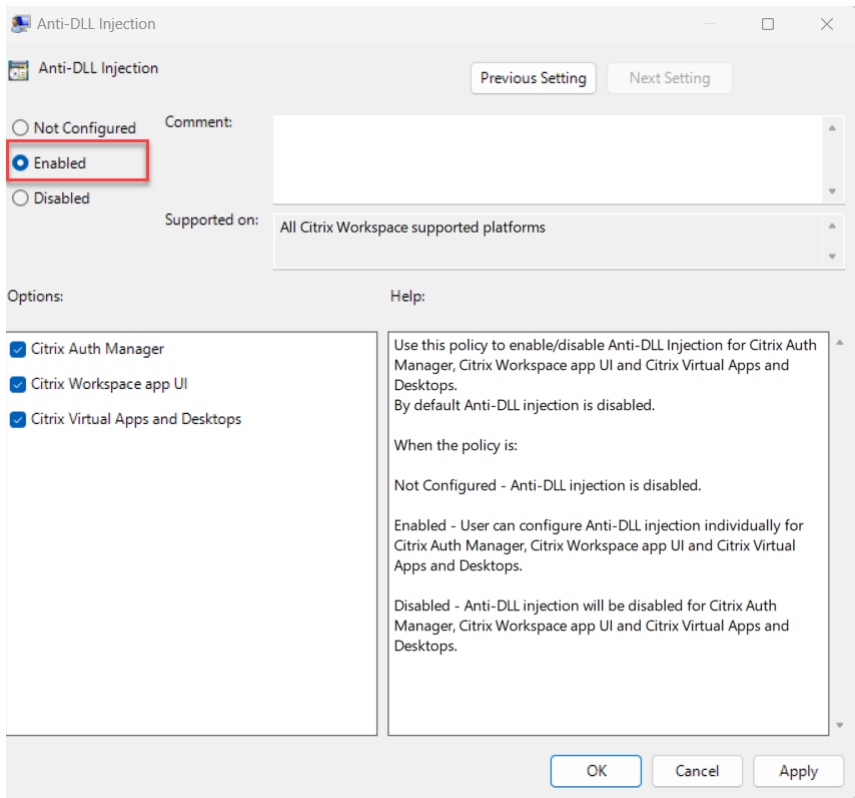 Anti-DLL Injection
Anti-DLL Injection
Previous Setting
Next Setting
Not Configured
Comment:
Enabled
Disabled
Supported on:
All Citrix Workspace supported platforms
Options:
Help:
Citrix Auth Manager
Citrix Workspace app UI
Citrix Virtual Apps and Desktops
Use this policy to enable/disable Anti-DLL Injection for Citrix Auth
Manager, Citrix Workspace app UI and Citrix Virtual Apps and
Desktops.
By default Anti-DLL injection is disabled.
When the policy is:
Not Configured - Anti-DLL injection is disabled.
Enabled - User can configure Anti-DLL injection individually for
Citrix Auth Manager, Citrix Workspace app UI and Citrix Virtual
Apps and Desktops.
Disabled - Anti-DLL injection will be disabled for Citrix Auth
Manager, Citrix Workspace app UI and Citrix Virtual Apps and
Desktops.
OK
Cancel
Apply